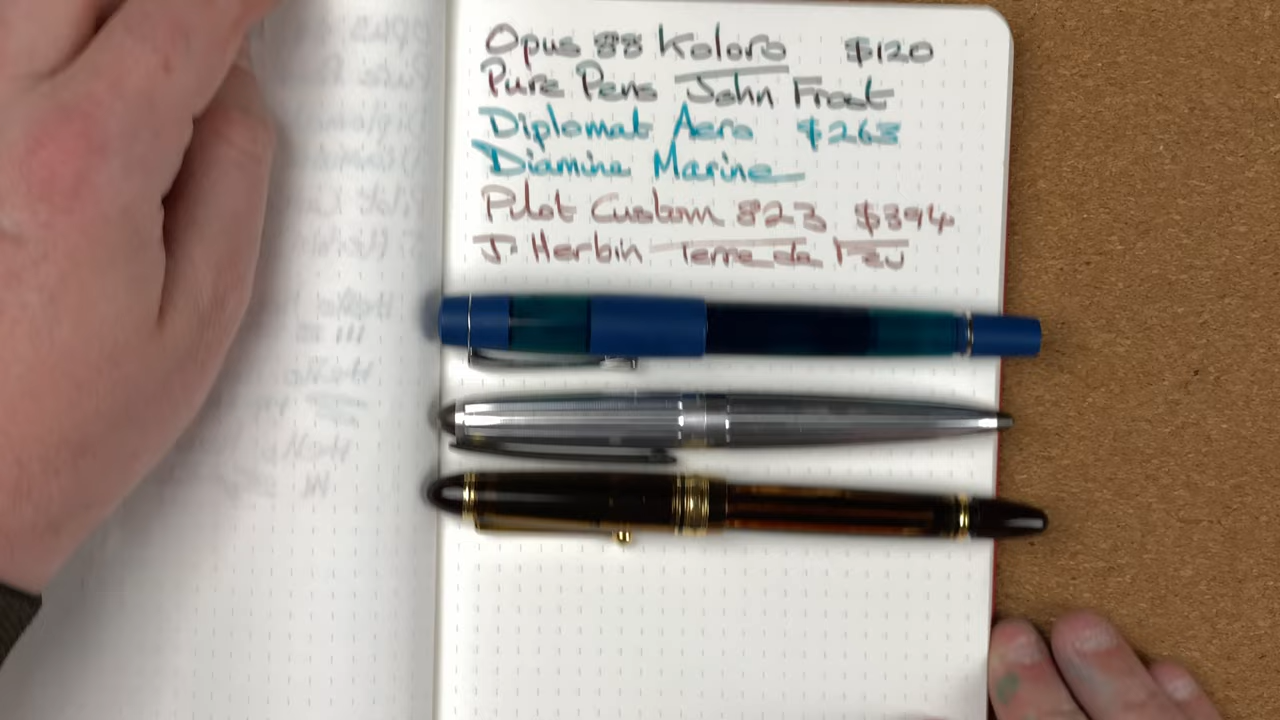 Opus 88 Koloro $120
Pure Pens John Frost
Diplomat Aero $263
Diamine Marine
Pilot Custom 823 $394
J. Herbin Terre de Feu